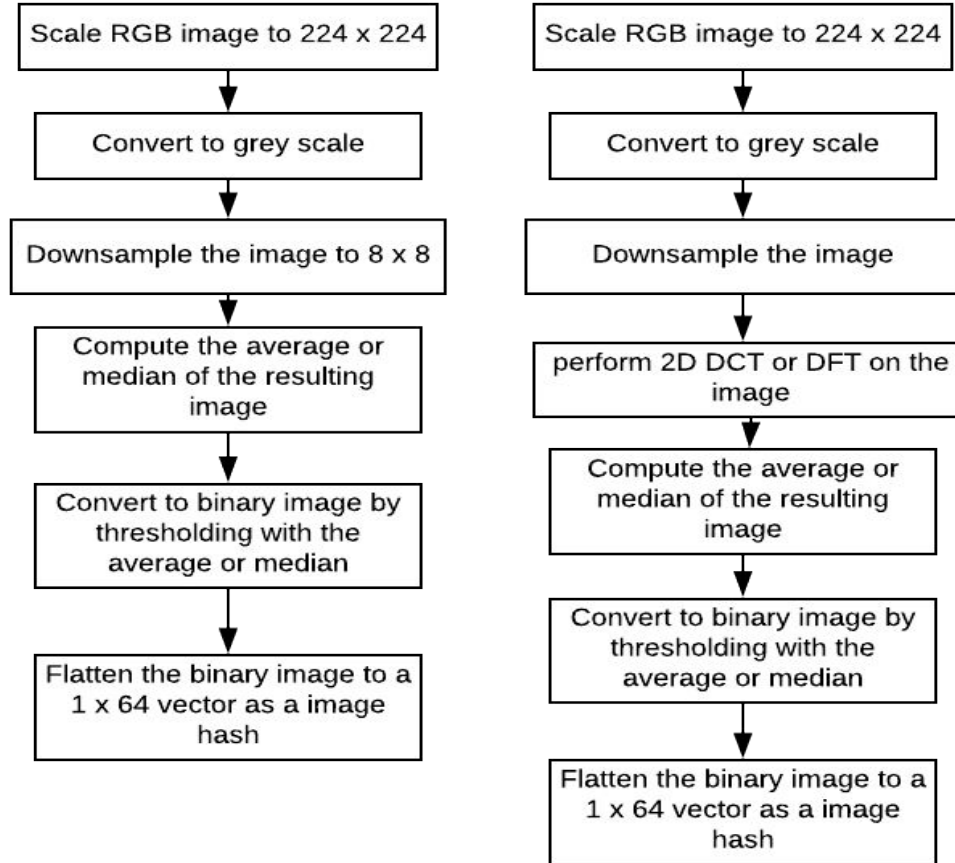 Scale RGB image to 224 x 224
Convert to grey scale
Downsample the image to 8 x 8
Compute the average or
median of the resulting
image
Convert to binary image by
thresholding with the
average or median
Flatten the binary image to a
1 x 64 vector as a image
hash
Scale RGB image to 224 x 224
Convert to grey scale
Downsample the image
perform 2D DCT or DFT on the
image
Compute the average or
median of the resulting
image
Convert to binary image by
thresholding with the
average or median
Flatten the binary image to a
1 x 64 vector as a image
hash